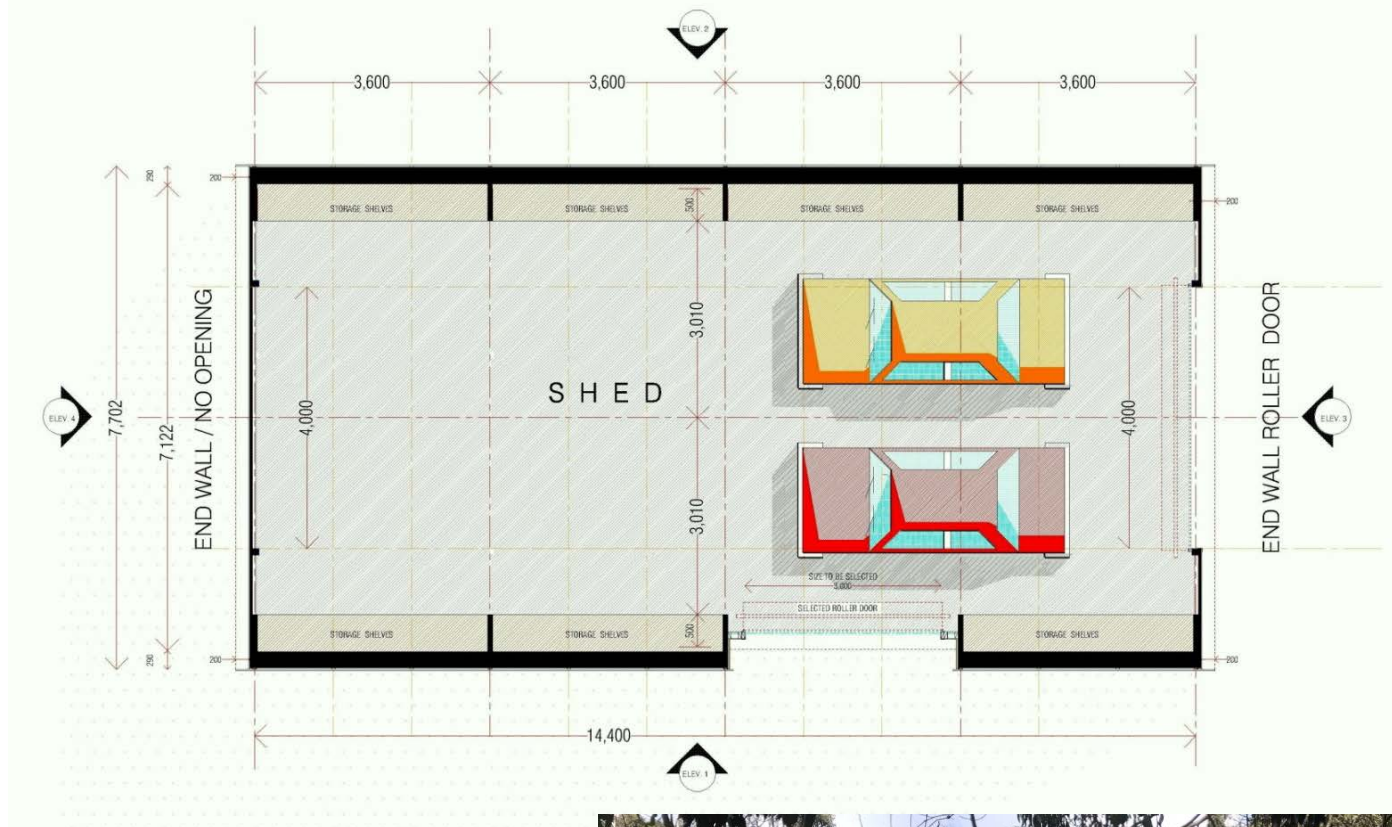 ELEV. 2
3,600
3,600
3,600
3,600
290
200
STORAGE SHELVES
STORAGE SHELVES
500
STORAGE SHELVES
STORAGE SHELVES
200
END WALL / NO OPENING
4,000
3,010
4,000
END WALL ROLLER DOOR
SHED
ELEV. 4
7,702
7,122
ELEV. 3
3,010
SIZE TO BE SELECTED
SELECTED ROLLER DOOR
STORAGE SHELVES
STORAGE SHELVES
500
STORAGE SHELVES
290
200
200
14,400
ELEV. 1